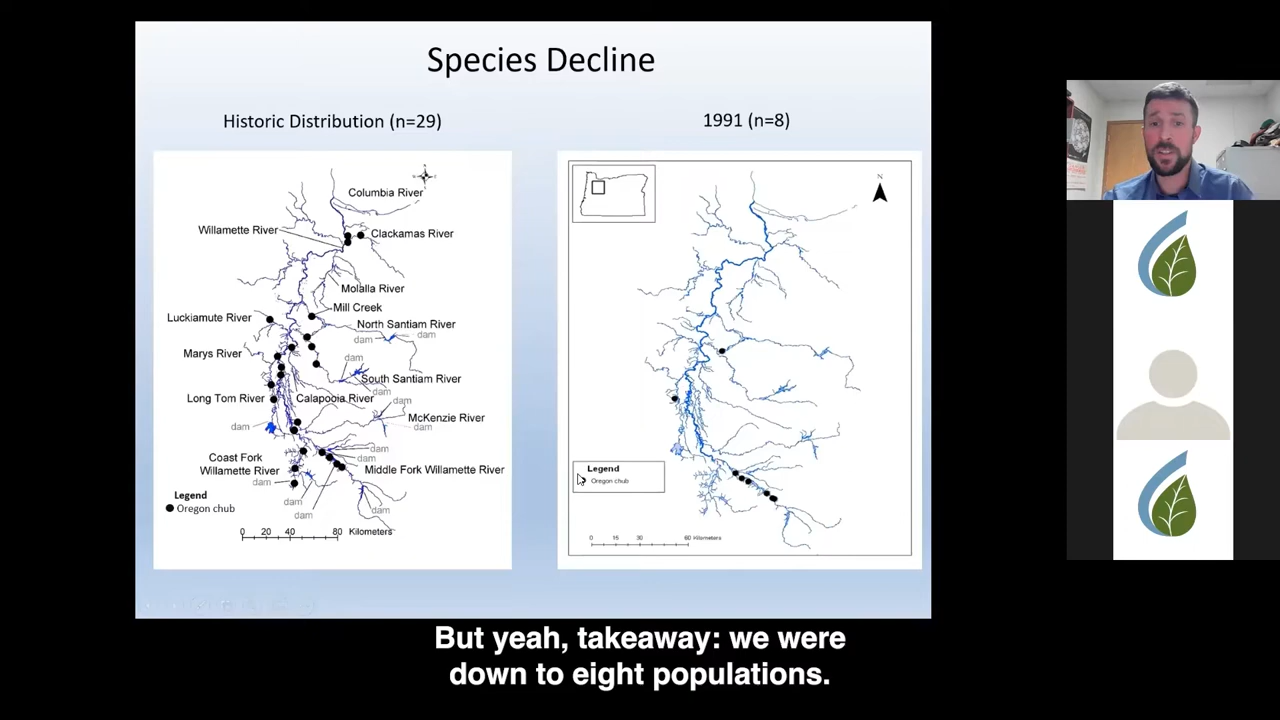 Species Decline
Historic Distribution (n=29)
1991 (n=8)
Columbia River
Willamette River
Clackamas River
Molalla River
Mill Creek
Luckiamute River
North Santiam River
dam
dam
Marys River
dam
South Santiam River
dam
Long Tom River
Calapooia River
dam
McKenzie River
dam
dam
dam
dam
Coast Fork
Willamette River
Middle Fork Willamette River
dam
dam
dam
dam
Legend
Oregon chub
0 20 40 80 Kilometers
N
Legend
Oregon chub
0 15 30 60 Kilometers
But yeah, takeaway: we were
down to eight populations.